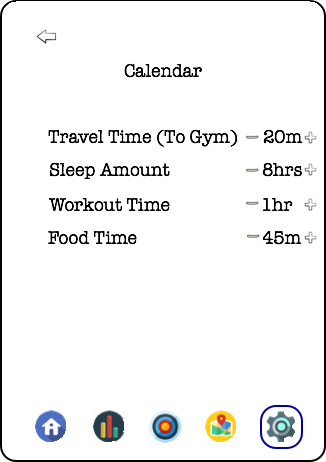 Calendar
Travel Time (To Gym) − 20m +
Sleep Amount − 8hrs +
Workout Time − 1hr +
Food Time − 45m +